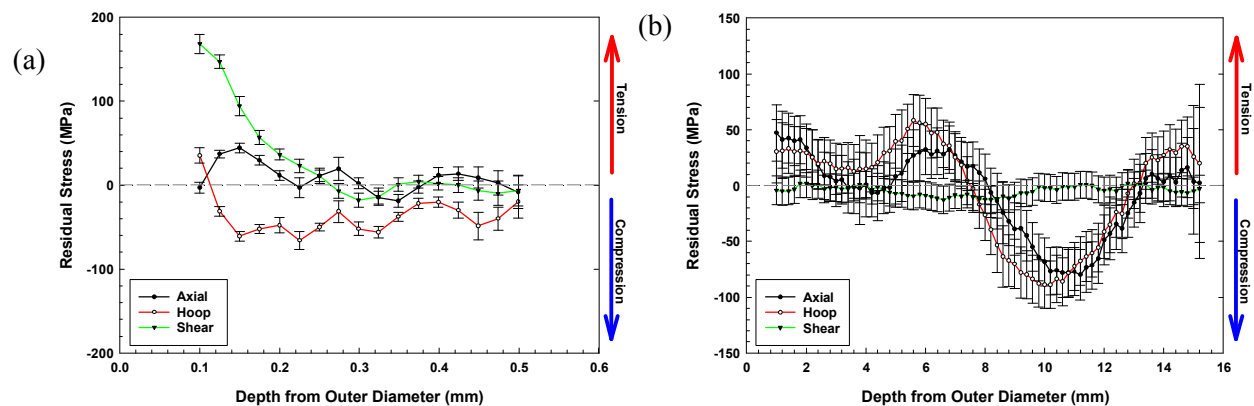 (a)
Residual Stress (MPa)
200
100
0
-100
-200
Axial
Hoop
Shear
0.0 0.1 0.2 0.3 0.4 0.5 0.6
Depth from Outer Diameter (mm)
Tension
Compression
(b)
Residual Stress (MPa)
150
100
50
0
-50
-100
-150
Axial
Hoop
Shear
0 2 4 6 8 10 12 14 16
Depth from Outer Diameter (mm)
Tension
Compression